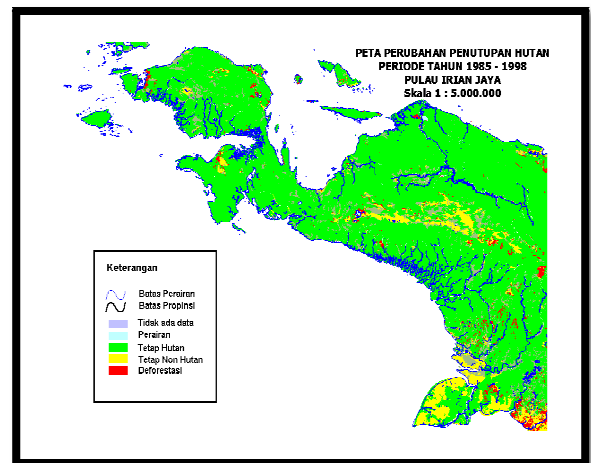 PETA PERUBAHAN PENUTUPAN HUTAN
PERIODE TAHUN 1985 - 1998
PULAU IRIAN JAYA
Skala 1 : 5.000.000
Keterangan
Batas Perairan
Batas Propinsi
Tidak ada data
Perairan
Tetap Hutan
Tetap Non Hutan
Deforestasi